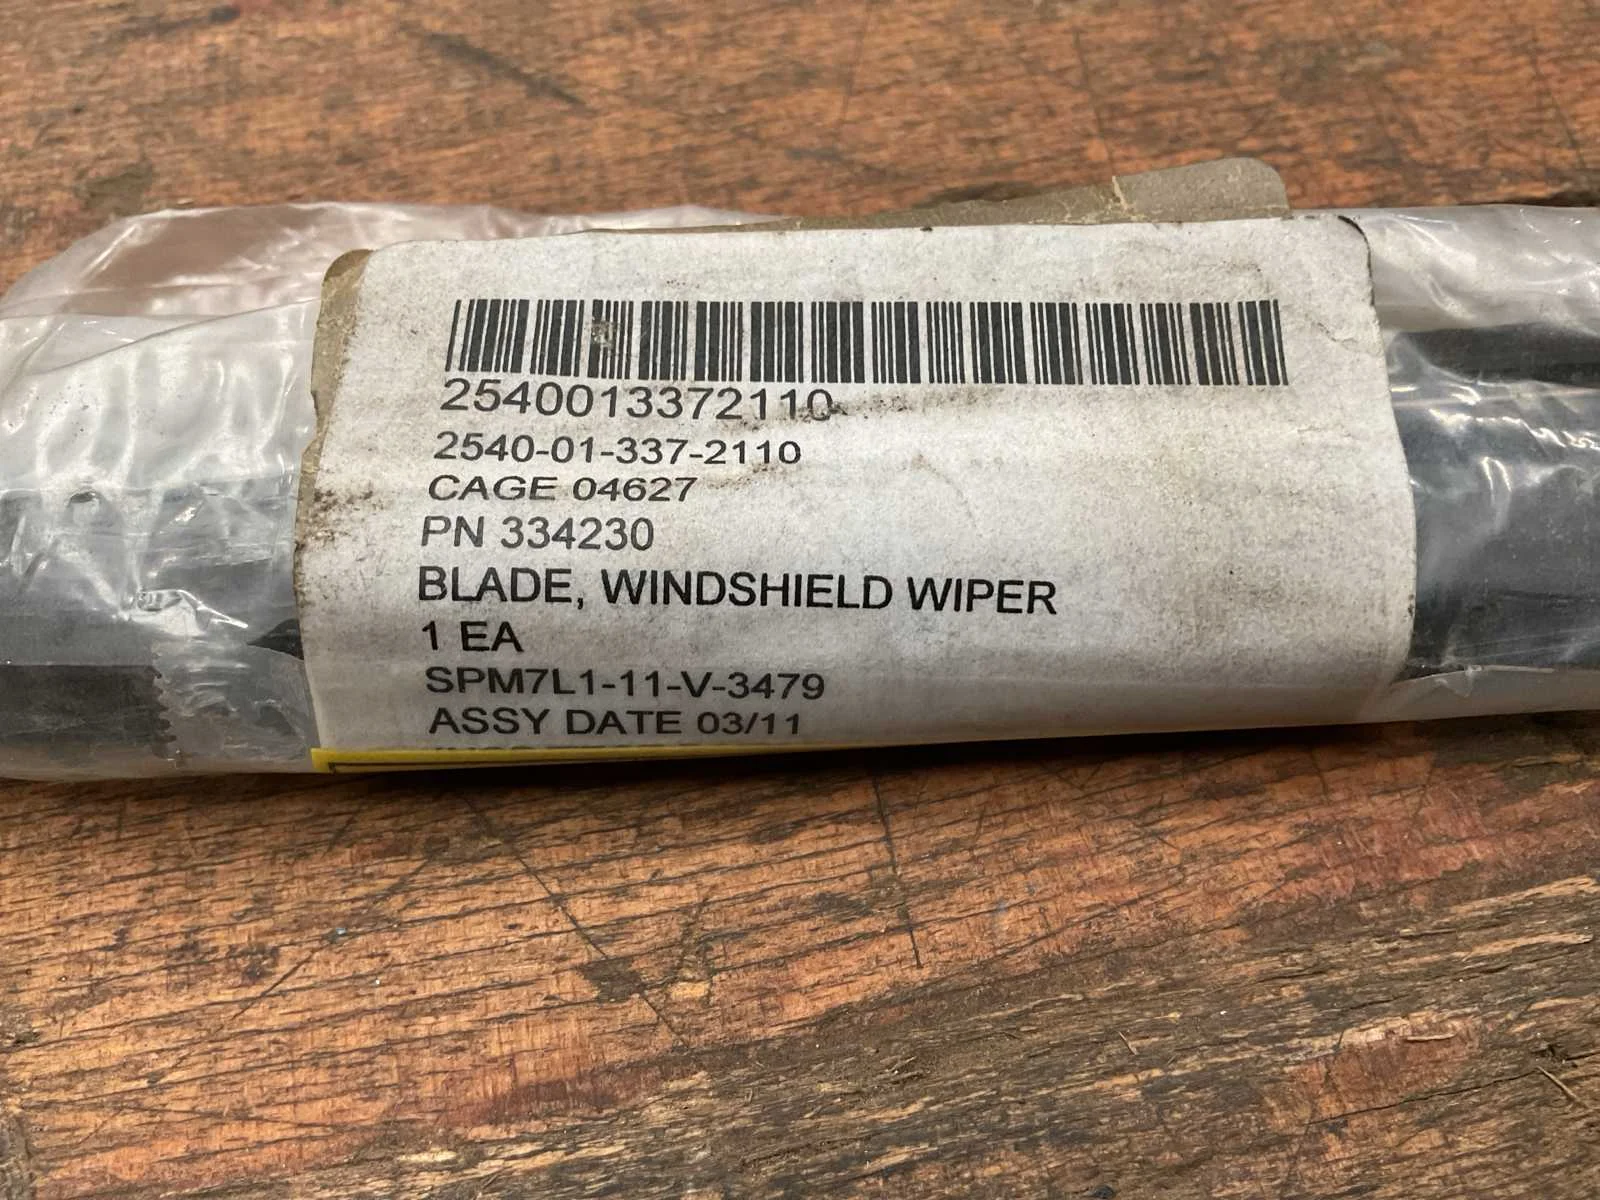 2540013372110
2540-01-337-2110
CAGE 04627
PN 334230
BLADE, WINDSHIELD WIPER
1 EA
SPM7L1-11-V-3479
ASSY DATE 03/11